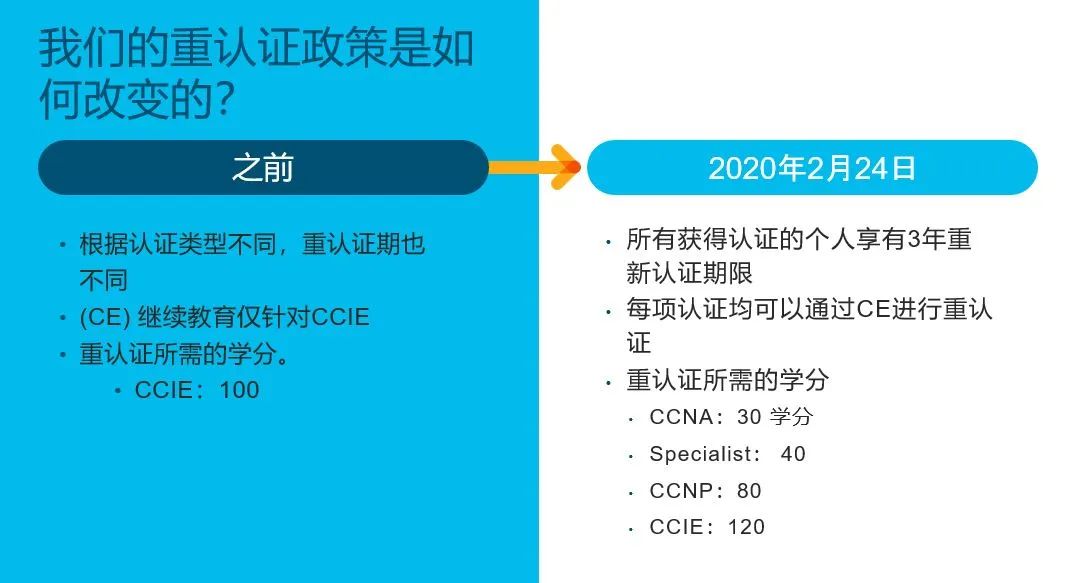 我们的重认证政策是如
何改变的？
之前
• 根据认证类型不同，重认证期也
不同
• (CE) 继续教育仅针对CCIE
• 重认证所需的学分。
• CCIE：100
2020年2月24日
• 所有获得认证的个人享有3年重
新认证期限
• 每项认证均可以通过CE进行重认
证
• 重认证所需的学分
• CCNA：30 学分
• Specialist： 40
• CCNP：80
• CCIE：120